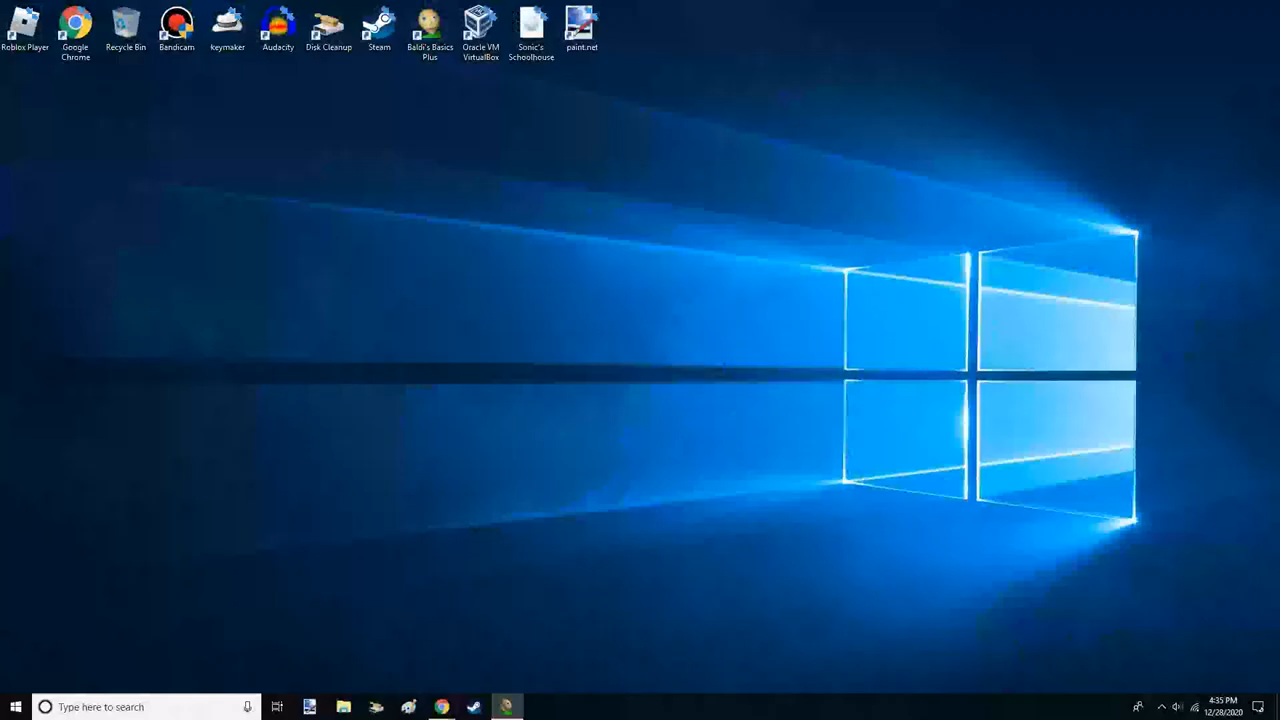 Roblox Player
Google
Chrome
Recycle Bin
Bandicam
keymaker
Audacity
Disk Cleanup
Steam
Baldi's Basics
Plus
Oracle VM
VirtualBox
Sonic's
Schoolhouse
paint.net
Type here to search
4:35 PM
12/28/2020